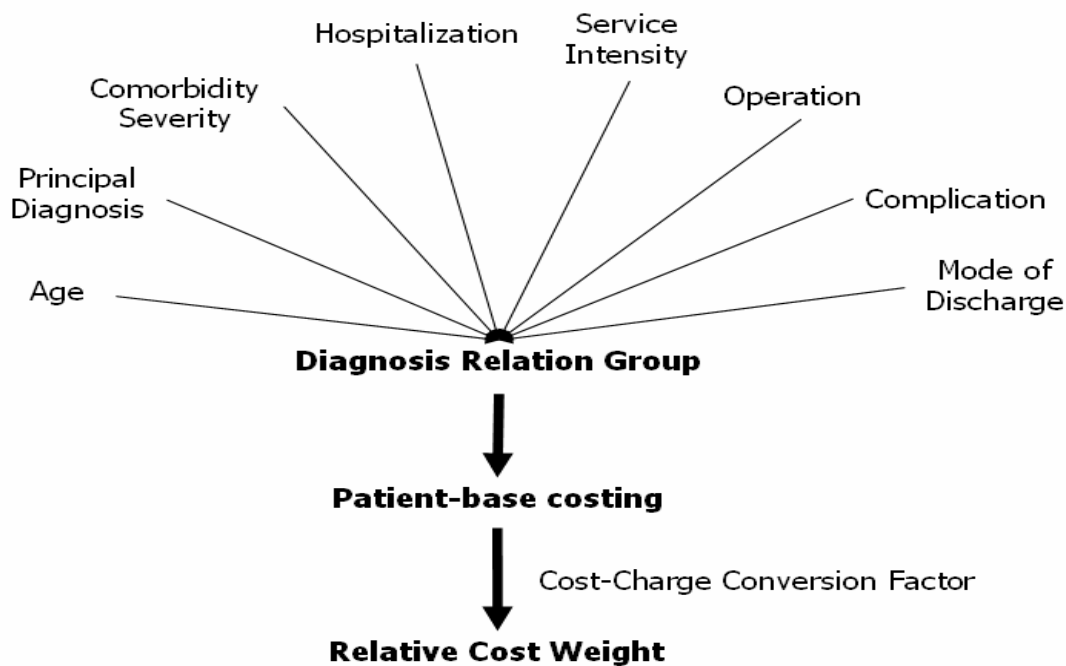 Hospitalization
Service
Intensity
Comorbidity
Severity
Operation
Principal
Diagnosis
Complication
Age
Mode of
Discharge
Diagnosis Relation Group
Patient-base costing
Cost-Charge Conversion Factor
Relative Cost Weight